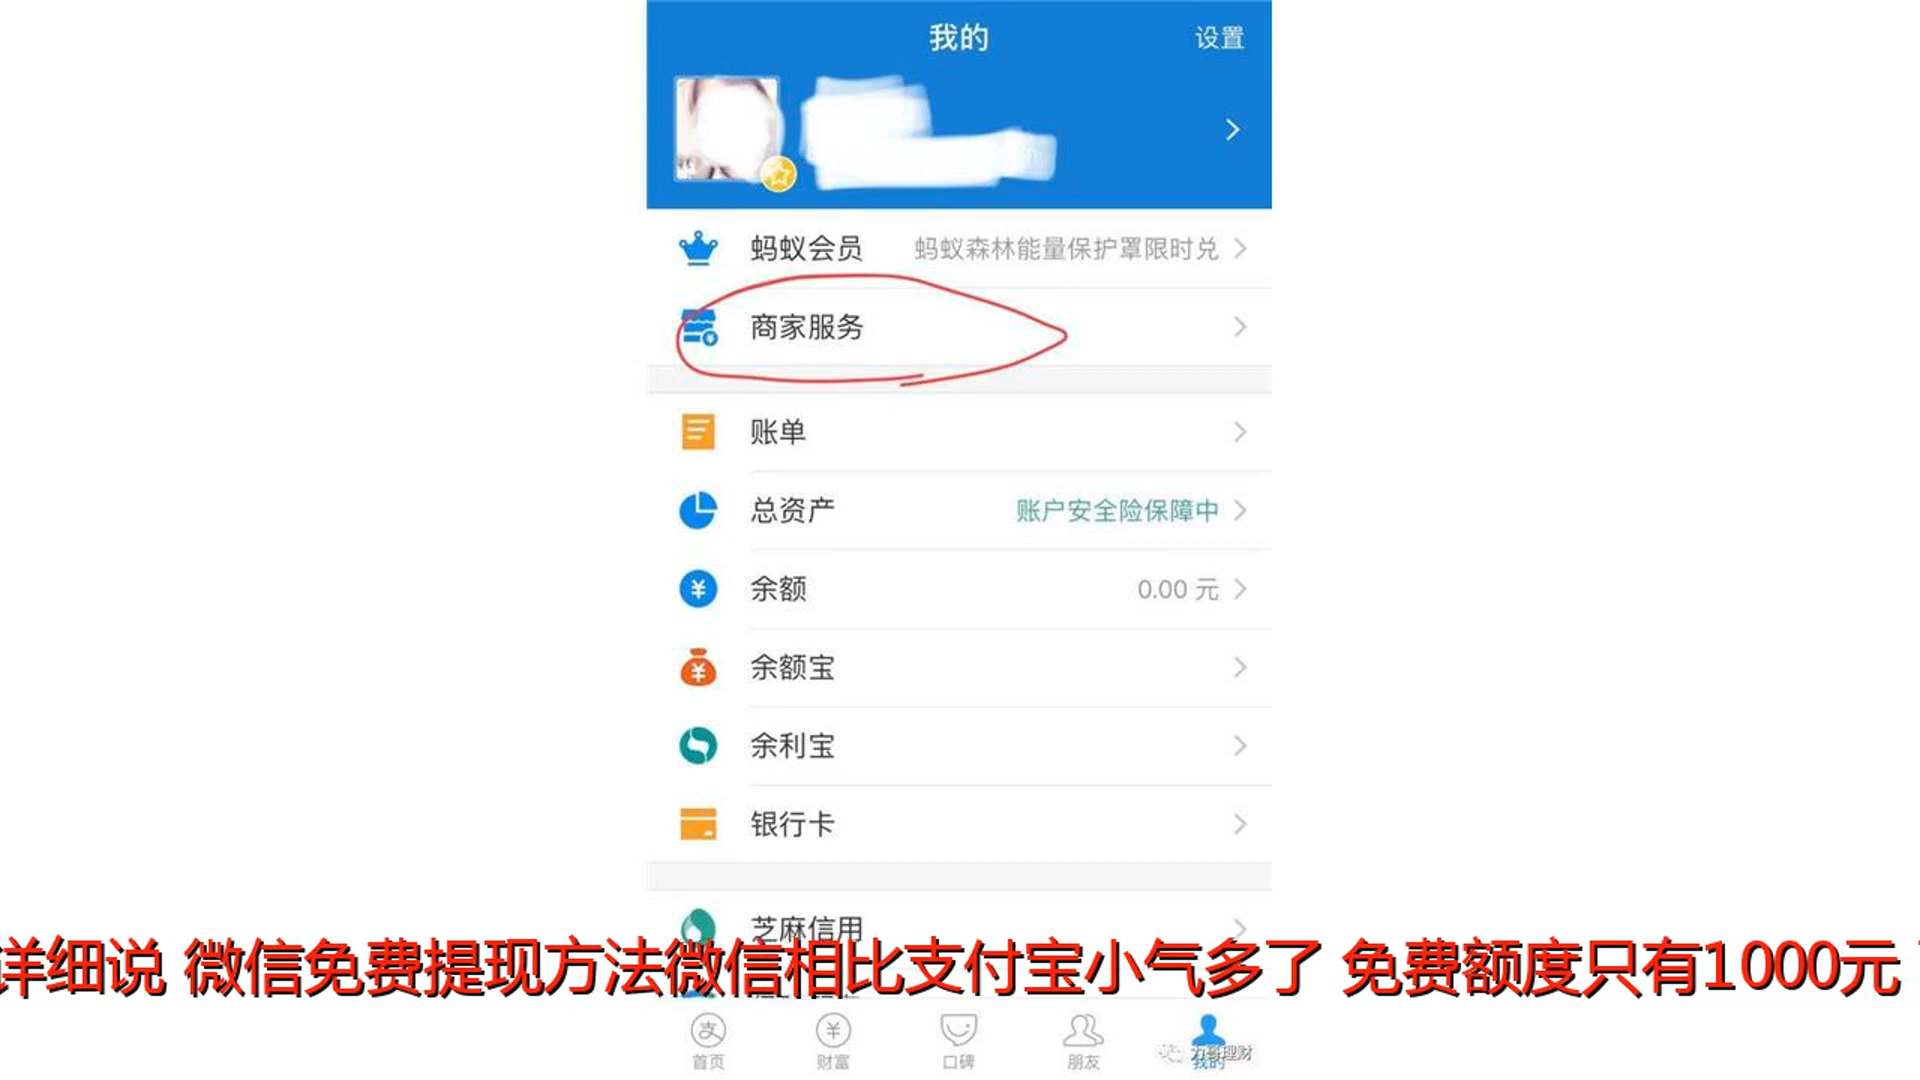 我的
设置
蚂蚁会员 蚂蚁森林能量保护罩限时兑
商家服务
账单
总资产 账户安全险保障中
余额 0.00 元
余额宝
余利宝
银行卡
芝麻信用
详细说 微信免费提现方法微信相比支付宝小气多了 免费额度只有1000元
首页 财富 口碑 朋友 我的
力哥理财